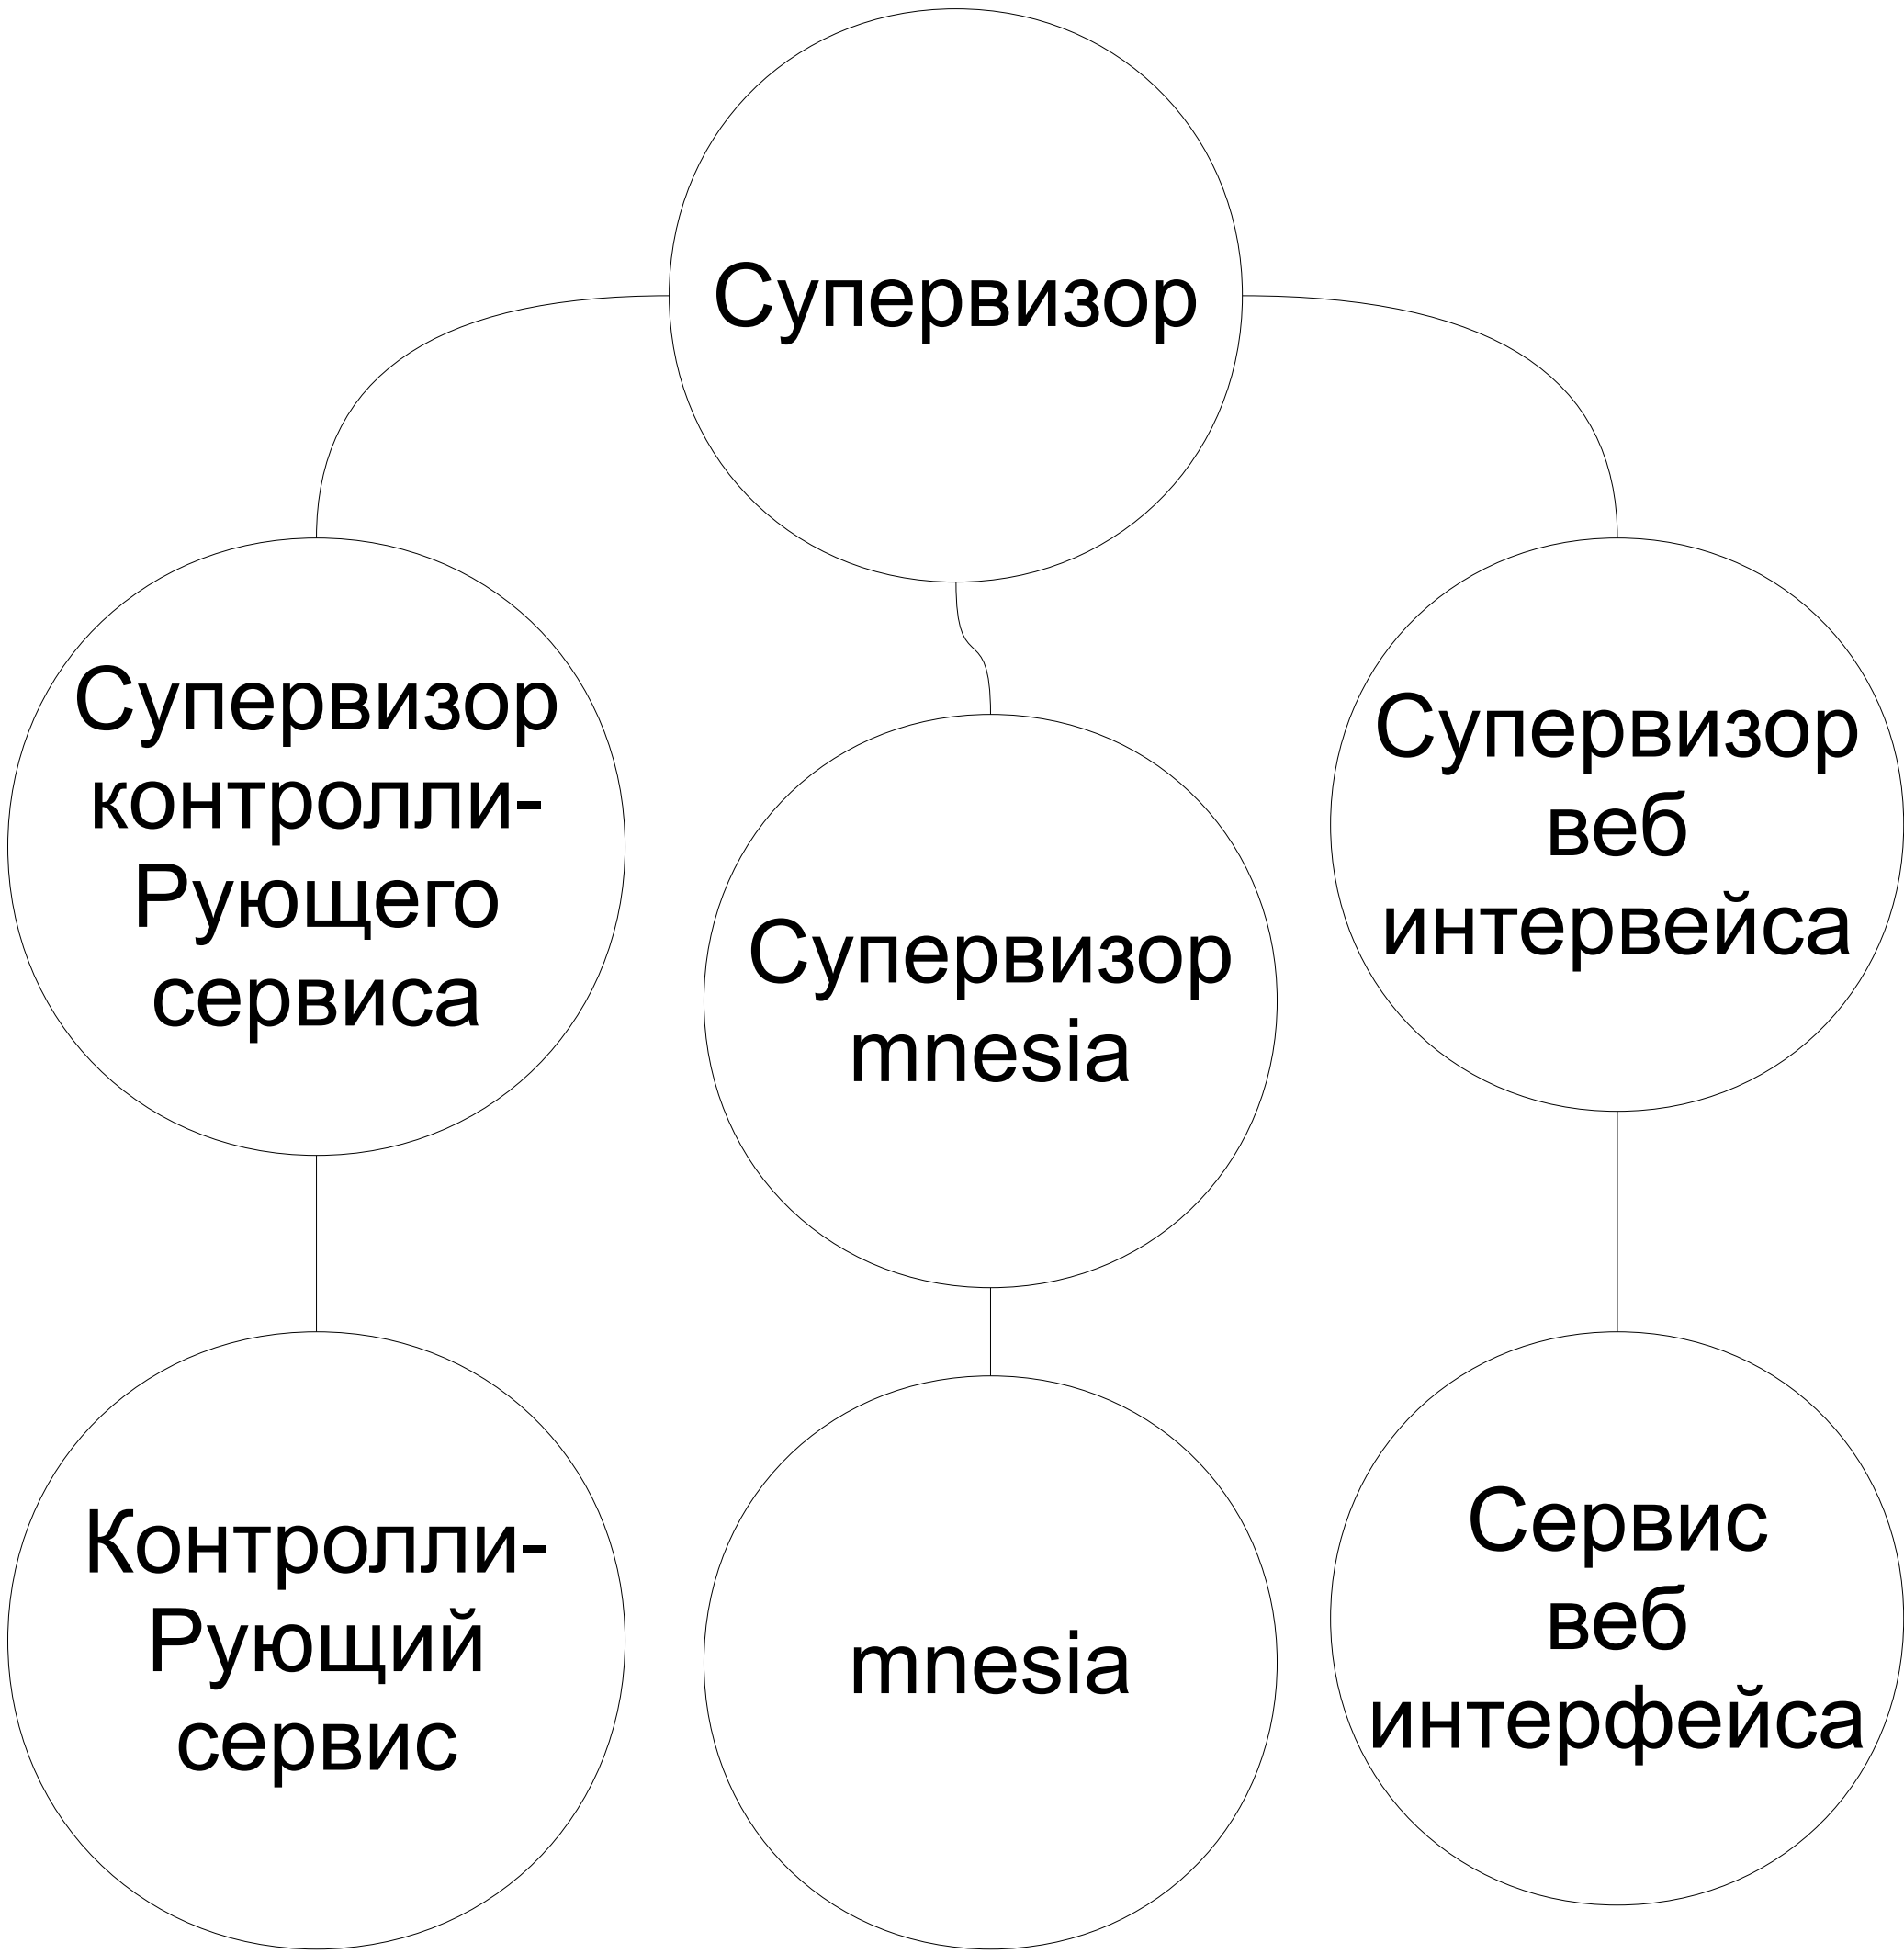 Супервизор
Супервизор
контролли-
Рующего
сервиса
Супервизор
mnesia
Супервизор
веб
интервейса
Контролли-
Рующий
сервис
mnesia
Сервис
веб
интерфейса